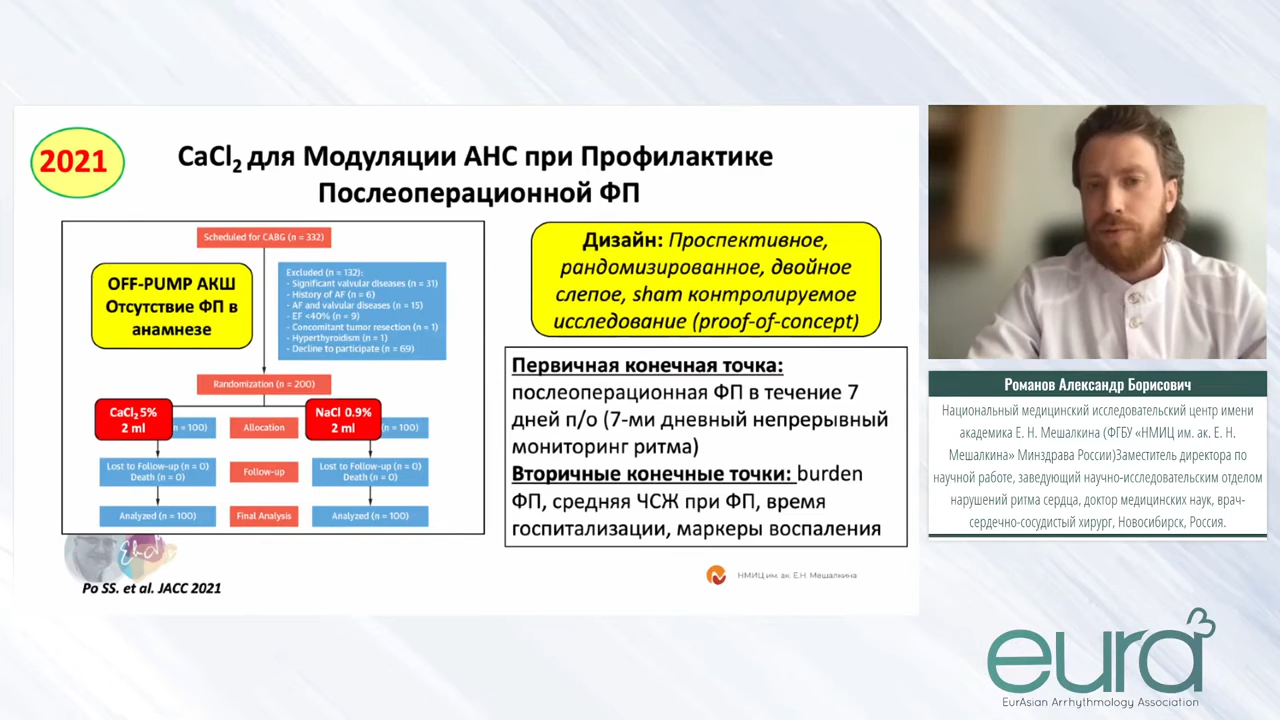 2021
CaCl2 для Модуляции АНС при Профилактике
Послеоперационной ФП
Scheduled for CABG (n = 332)
OFF-PUMP АКШ
Отсутствие ФП в
анамнезе
Excluded (n = 132):
- Significant valvular diseases (n = 31)
- History of AF (n = 6)
- AF and valvular diseases (n = 15)
- EF <40% (n = 9)
- Concomitant tumor resection (n = 1)
- Hyperthyroidism (n = 1)
- Decline to participate (n = 69)
Randomization (n = 200)
CaCl2 5%
2 ml
n = 100)
Allocation
NaCl 0.9%
2 ml
(n = 100)
Lost to Follow-up (n = 0)
Death (n = 0)
Follow-up
Lost to Follow-up (n = 0)
Death (n = 0)
Analyzed (n = 100)
Final Analysis
Analyzed (n = 100)
Po SS. et al. JACC 2021
Дизайн: Проспективное,
рандомизированное, двойное
слепое, sham контролируемое
исследование (proof-of-concept)
Первичная конечная точка:
послеоперационная ФП в течение 7
дней п/о (7-ми дневный непрерывный
мониторинг ритма)
Вторичные конечные точки: burden
ФП, средняя ЧСЖ при ФП, время
госпитализации, маркеры воспаления
НМИЦ им. ак. Е.Н. Мешалкина
Романов Александр Борисович
Национальный медицинский исследовательский центр имени
академика Е. Н. Мешалкина (ФГБУ «НМИЦ им. ак. Е. Н.
Мешалкина» Минздрава России)Заместитель директора по
научной работе, заведующий научно-исследовательским отделом
нарушений ритма сердца, доктор медицинских наук, врач-
сердечно-сосудистый хирург, Новосибирск, Россия.
eura
EurAsian Arrhythmology Association